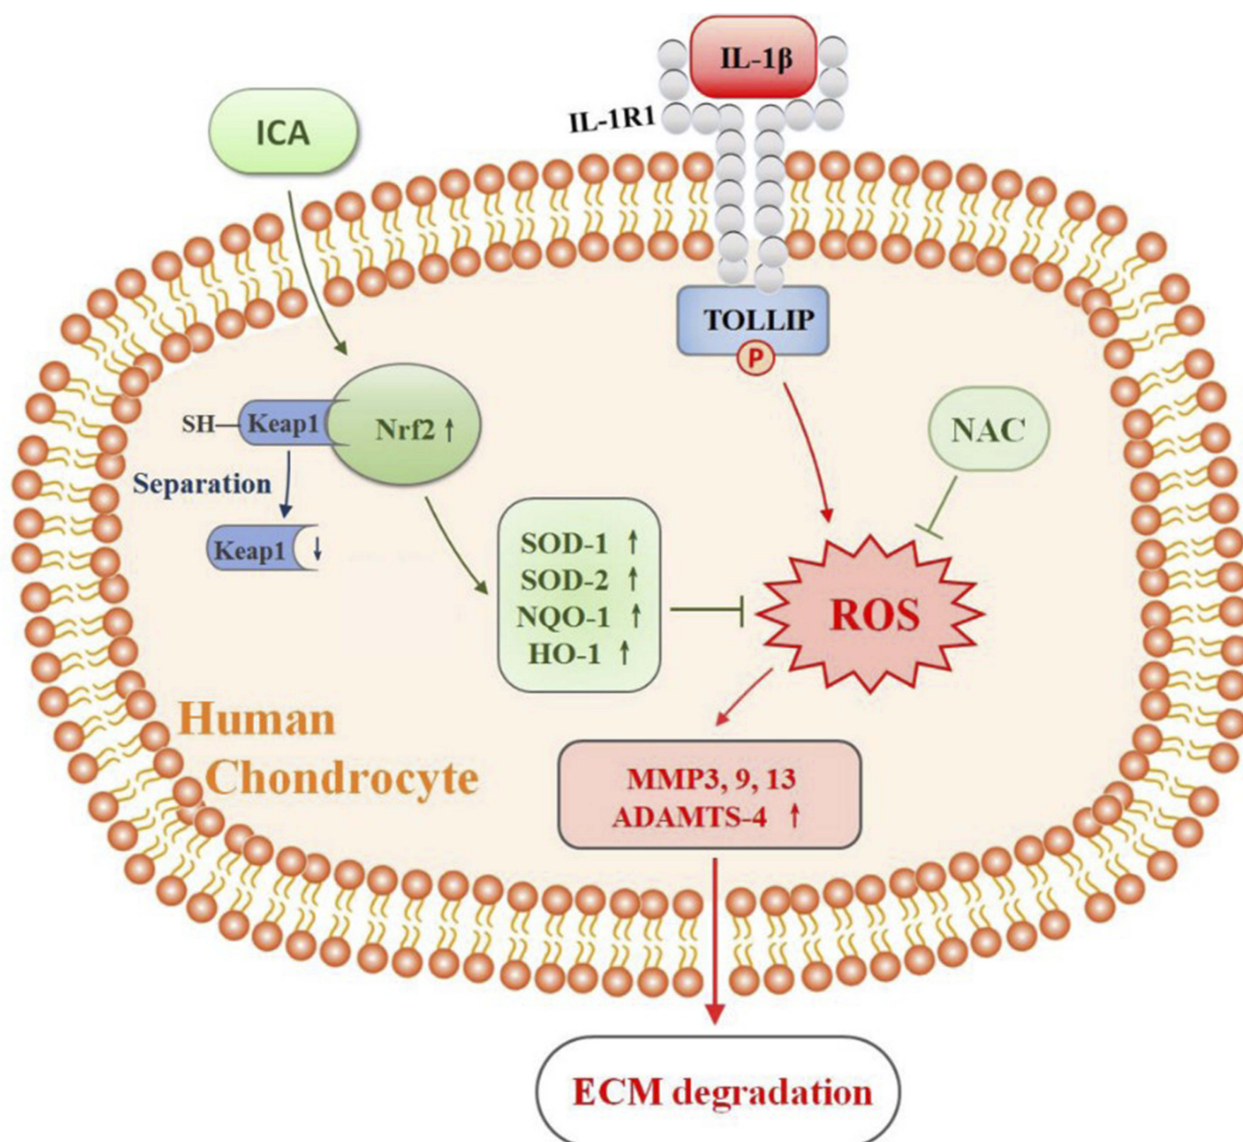 IL-1β
IL-1R1
ICA
TOLLIP
P
SH
Keap1
Nrf2 ↑
NAC
Separation
Keap1 ↓
SOD-1 ↑
SOD-2 ↑
NQO-1 ↑
HO-1 ↑
ROS
Human
Chondrocyte
MMP3, 9, 13
ADAMTS-4 ↑
ECM degradation